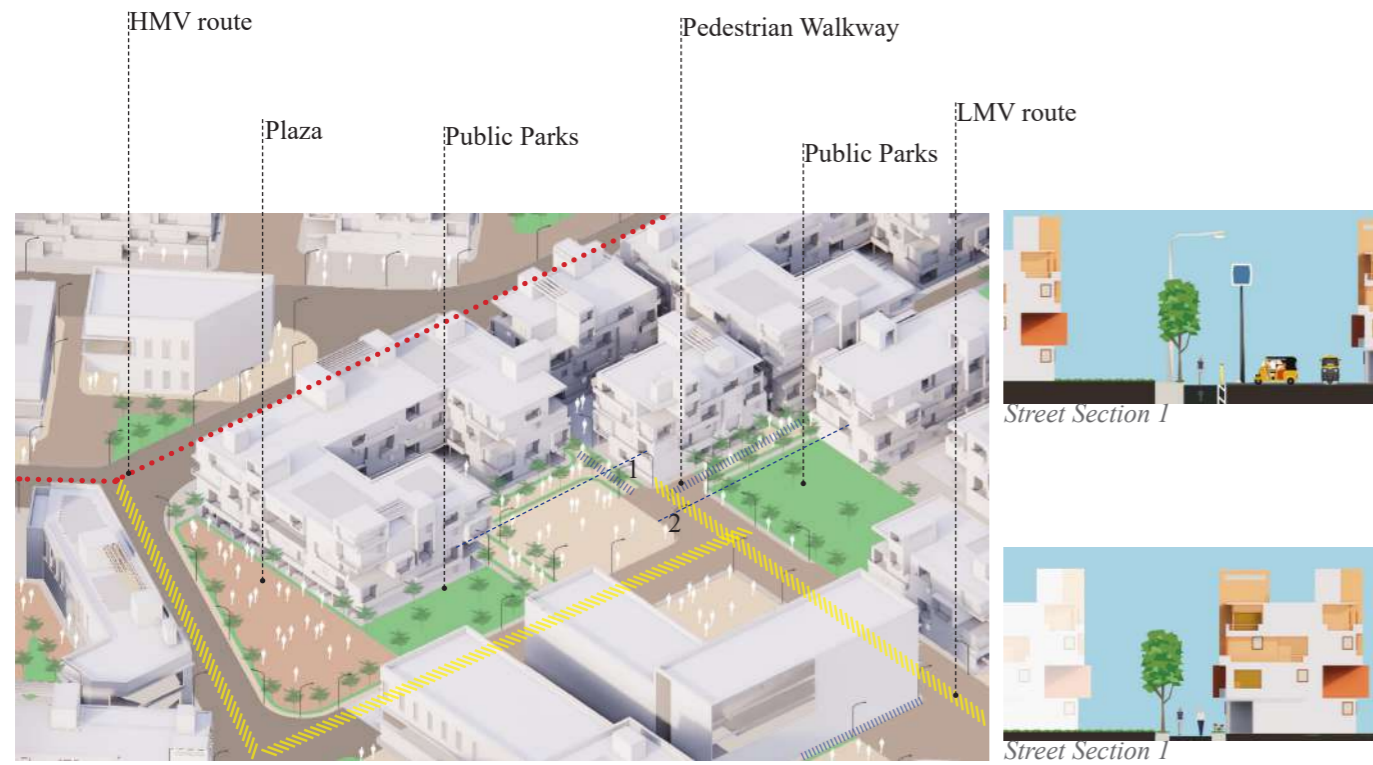 HMV route
Pedestrian Walkway
LMV route
Plaza
Public Parks
Public Parks
1
2
Street Section 1
Street Section 1